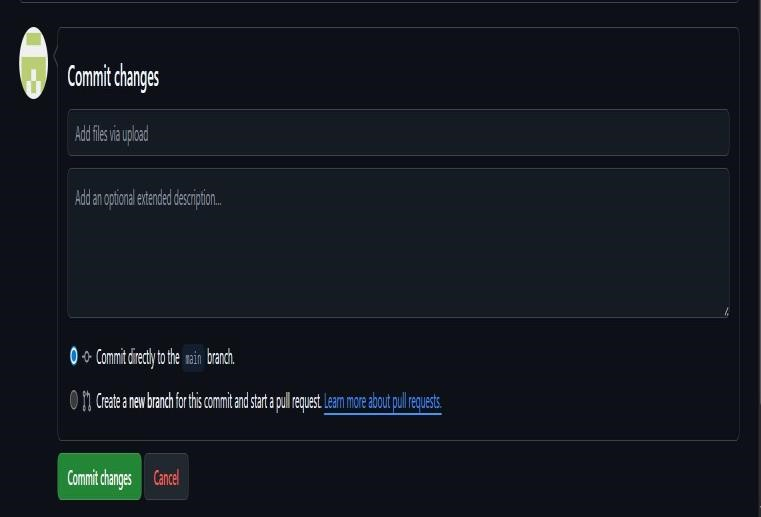 Commit changes
Add files via upload
Add an optional extended description...
Commit directly to the main branch.
Create a new branch for this commit and start a pull request. Learn more about pull requests.
Commit changes Cancel